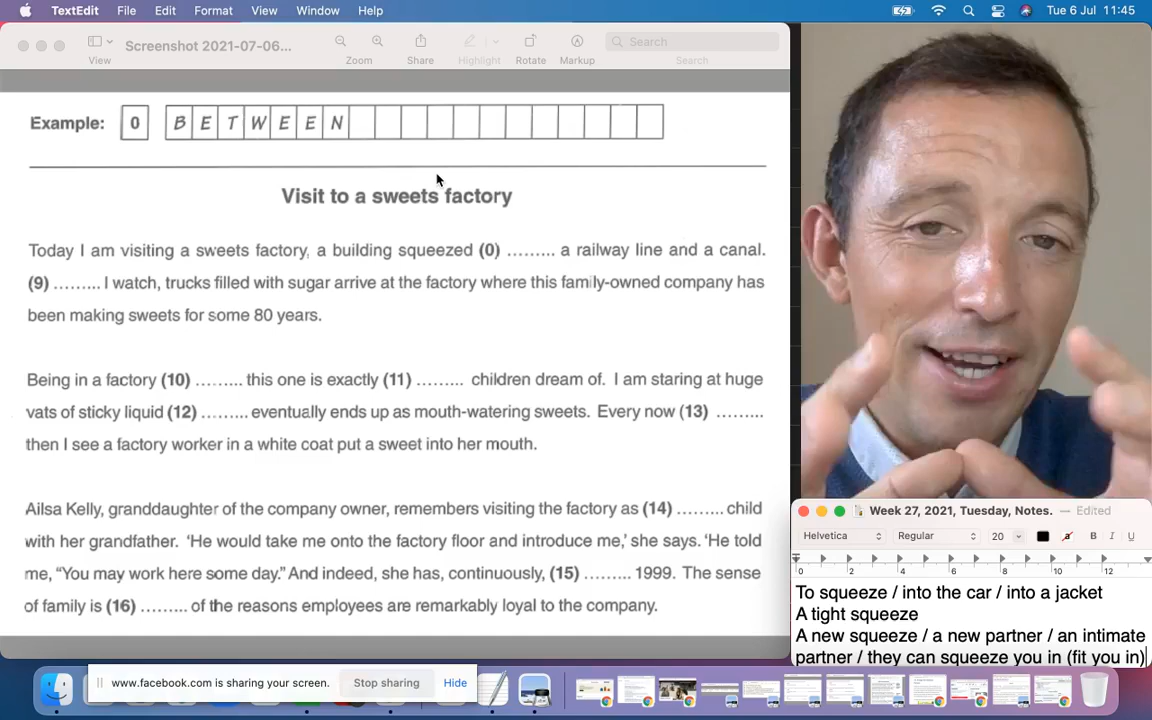 TextEdit File Edit Format View Window Help Tue 6 Jul 11:45
Screenshot 2021-07-06... Search
View Zoom Share Highlight Rotate Markup Search
Example: 0 BETWEEN
Visit to a sweets factory
Today I am visiting a sweets factory, a building squeezed (0) ......... a railway line and a canal.
(9) ......... I watch, trucks filled with sugar arrive at the factory where this family-owned company has
been making sweets for some 80 years.
Being in a factory (10) ......... this one is exactly (11) ......... children dream of. I am staring at huge
vats of sticky liquid (12) ......... eventually ends up as mouth-watering sweets. Every now (13) .........
then I see a factory worker in a white coat put a sweet into her mouth.
Ailsa Kelly, granddaughter of the company owner, remembers visiting the factory as (14) ......... child
with her grandfather. 'He would take me onto the factory floor and introduce me,' she says. 'He told
me, "You may work here some day." And indeed, she has, continuously, (15) ......... 1999. The sense
of family is (16) ......... of the reasons employees are remarkably loyal to the company.
Week 27, 2021, Tuesday, Notes. — Edited
Helvetica Regular 20 B I U
0 2 4 6 8 10 12
To squeeze / into the car / into a jacket
A tight squeeze
A new squeeze / a new partner / an intimate
partner / they can squeeze you in (fit you in)
www.facebook.com is sharing your screen. Stop sharing Hide